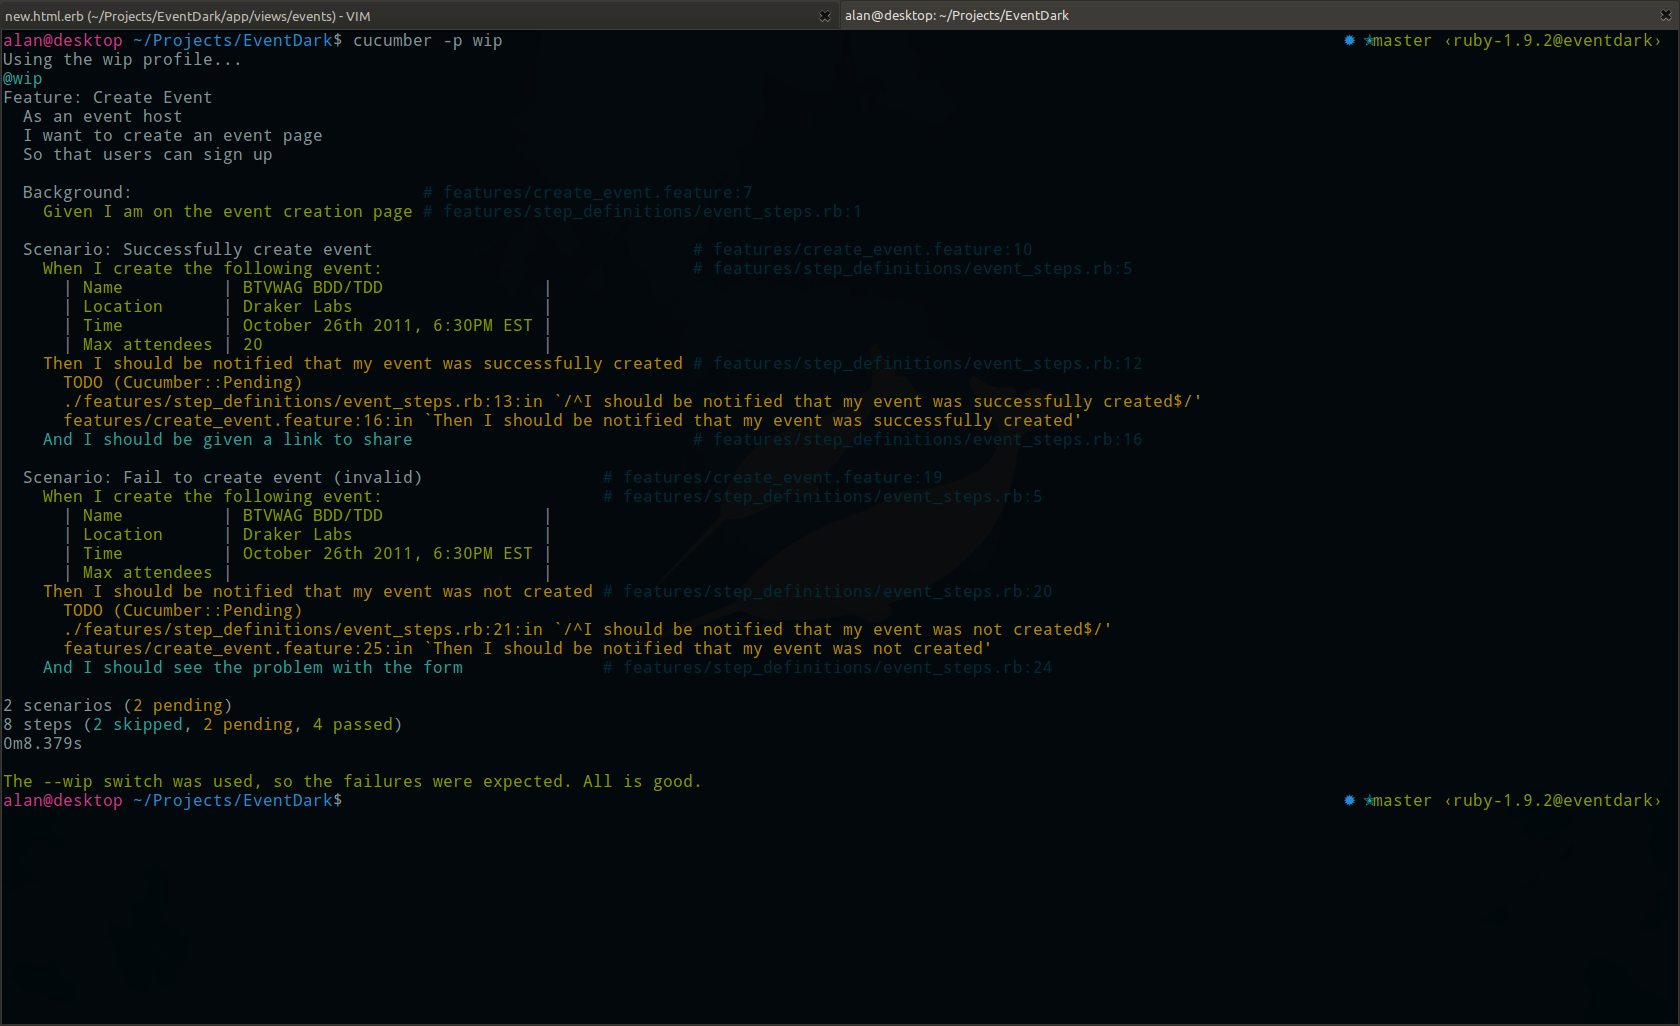 new.html.erb (~/Projects/EventDark/app/views/events) - VIM
alan@desktop: ~/Projects/EventDark
alan@desktop ~/Projects/EventDark$ cucumber -p wip master ‹ruby-1.9.2@eventdark›
Using the wip profile...
@wip
Feature: Create Event
As an event host
I want to create an event page
So that users can sign up
Background: # features/create_event.feature:7
Given I am on the event creation page # features/step_definitions/event_steps.rb:1
Scenario: Successfully create event # features/create_event.feature:10
When I create the following event: # features/step_definitions/event_steps.rb:5
| Name | BTVWAG BDD/TDD |
| Location | Draker Labs |
| Time | October 26th 2011, 6:30PM EST |
| Max attendees | 20 |
Then I should be notified that my event was successfully created # features/step_definitions/event_steps.rb:12
TODO (Cucumber::Pending)
./features/step_definitions/event_steps.rb:13:in `/^I should be notified that my event was successfully created$/'
features/create_event.feature:16:in `Then I should be notified that my event was successfully created'
And I should be given a link to share # features/step_definitions/event_steps.rb:16
Scenario: Fail to create event (invalid) # features/create_event.feature:19
When I create the following event: # features/step_definitions/event_steps.rb:5
| Name | BTVWAG BDD/TDD |
| Location | Draker Labs |
| Time | October 26th 2011, 6:30PM EST |
| Max attendees | |
Then I should be notified that my event was not created # features/step_definitions/event_steps.rb:20
TODO (Cucumber::Pending)
./features/step_definitions/event_steps.rb:21:in `/^I should be notified that my event was not created$/'
features/create_event.feature:25:in `Then I should be notified that my event was not created'
And I should see the problem with the form # features/step_definitions/event_steps.rb:24
2 scenarios (2 pending)
8 steps (2 skipped, 2 pending, 4 passed)
0m8.379s
The --wip switch was used, so the failures were expected. All is good.
alan@desktop ~/Projects/EventDark$ master ‹ruby-1.9.2@eventdark›